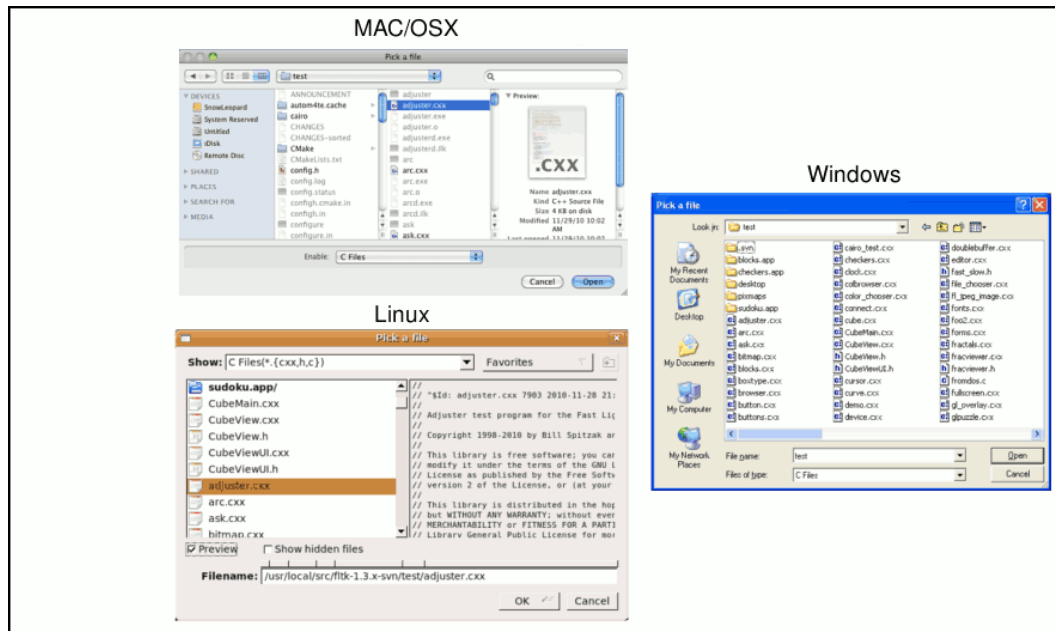 MAC/OSX
Pick a file
test
DEVICES
SnowLeopard
System Reserved
Untitled
iDisk
Remote Disc
SHARED
PLACES
SEARCH FOR
MEDIA
ANNOUNCEMENT
autom4te.cache
cairo
CHANGES
CHANGES-sorted
CMake
CMakeLists.txt
config.h
config.log
config.status
configh.cmake.in
configh.in
configure
configure.in
adjuster
adjuster.cxx
adjuster.exe
adjuster.o
adjusterd.exe
adjusterd.ilk
arc
arc.cxx
arc.exe
arc.o
arcd.exe
arcd.ilk
ask
ask.cxx
Preview:
.CXX
Name adjuster.cxx
Kind C++ Source File
Size 4 KB on disk
Modified 11/29/10 10:02
AM
Last opened 11/29/10 10:02
Enable: C Files
Cancel Open
Linux
Pick a file
Show: C Files(*.{cxx,h,c}) Favorites
sudoku.app/
CubeMain.cxx
CubeView.cxx
CubeView.h
CubeViewUI.cxx
CubeViewUI.h
adjuster.cxx
arc.cxx
ask.cxx
bitmap.cxx
//
// "$Id: adjuster.cxx 7903 2010-11-28 21:
//
// Adjuster test program for the Fast Lig
//
// Copyright 1998-2010 by Bill Spitzak an
//
// This library is free software; you can
// modify it under the terms of the GNU L
// License as published by the Free Softw
// version 2 of the License, or (at your
//
// This library is distributed in the hop
// but WITHOUT ANY WARRANTY; without even
// MERCHANTABILITY or FITNESS FOR A PARTI
// Library General Public License for mor
Preview Show hidden files
Filename: /usr/local/src/fltk-1.3.x-svn/test/adjuster.cxx
OK Cancel
Windows
Pick a file
Look in: test
My Recent
Documents
Desktop
My Documents
My Computer
My Network
Places
.svn
blocks.app
checkers.app
desktop
pixmaps
sudoku.app
adjuster.cxx
arc.cxx
ask.cxx
bitmap.cxx
blocks.cxx
boxtype.cxx
browser.cxx
button.cxx
buttons.cxx
cairo_test.cxx
checkers.cxx
clock.cxx
colbrowser.cxx
color_chooser.cxx
connect.cxx
cube.cxx
CubeMain.cxx
CubeView.cxx
CubeView.h
CubeViewUI.h
cursor.cxx
curve.cxx
demo.cxx
device.cxx
doublebuffer.cxx
editor.cxx
fast_slow.h
file_chooser.cxx
fl_jpeg_image.cxx
fonts.cxx
foo2.cxx
forms.cxx
fractals.cxx
fracviewer.cxx
fracviewer.h
fromdos.c
fullscreen.cxx
gl_overlay.cxx
glpuzzle.cxx
File name: test Open
Files of type: C Files Cancel